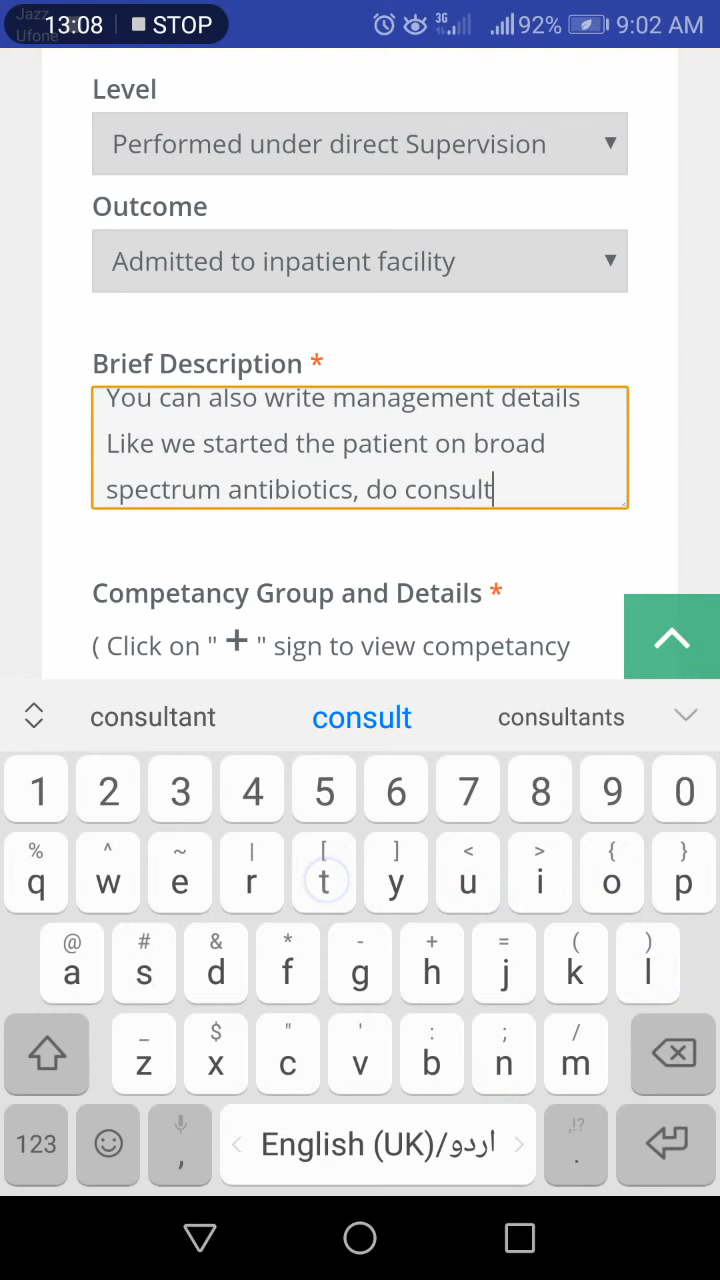 Jazz
Ufone
13:08 STOP 3G 92% 9:02 AM
Level
Performed under direct Supervision
Outcome
Admitted to inpatient facility
Brief Description *
You can also write management details
Like we started the patient on broad
spectrum antibiotics, do consult
Competancy Group and Details *
( Click on " + " sign to view competancy
consultant consult consultants
1 2 3 4 5 6 7 8 9 0
% ^ ~ | [ ] < > { }
q w e r t y u i o p
@ # & * - + = ( )
a s d f g h j k l
_ $ " ' : ; /
z x c v b n m
123 , English (UK)/اردو ,!? .